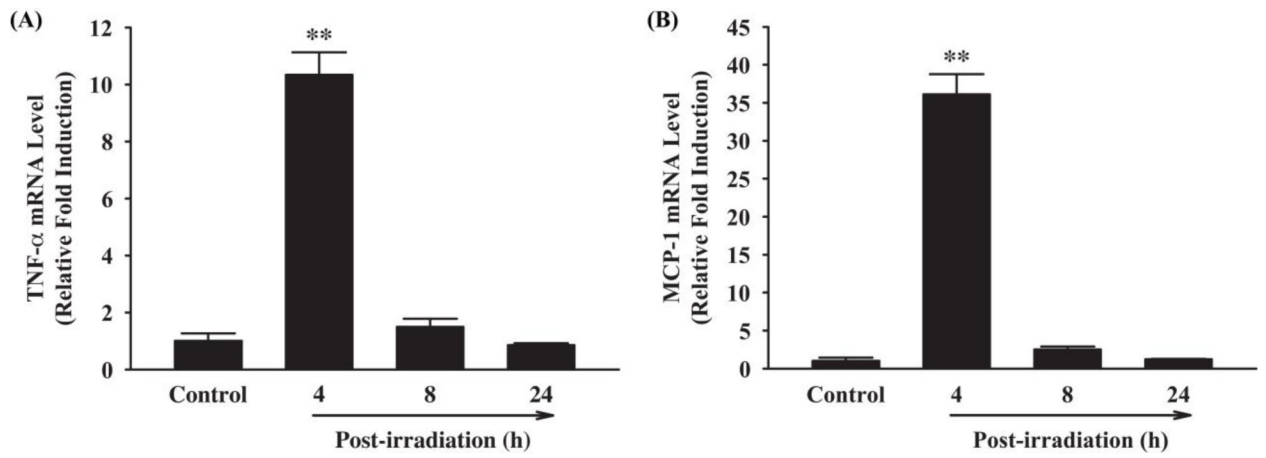 (A)
TNF-α mRNA Level
(Relative Fold Induction)
12
10
8
6
4
2
0
**
Control
4
8
24
Post-irradiation (h)
(B)
MCP-1 mRNA Level
(Relative Fold Induction)
45
40
35
30
25
20
15
10
5
0
**
Control
4
8
24
Post-irradiation (h)